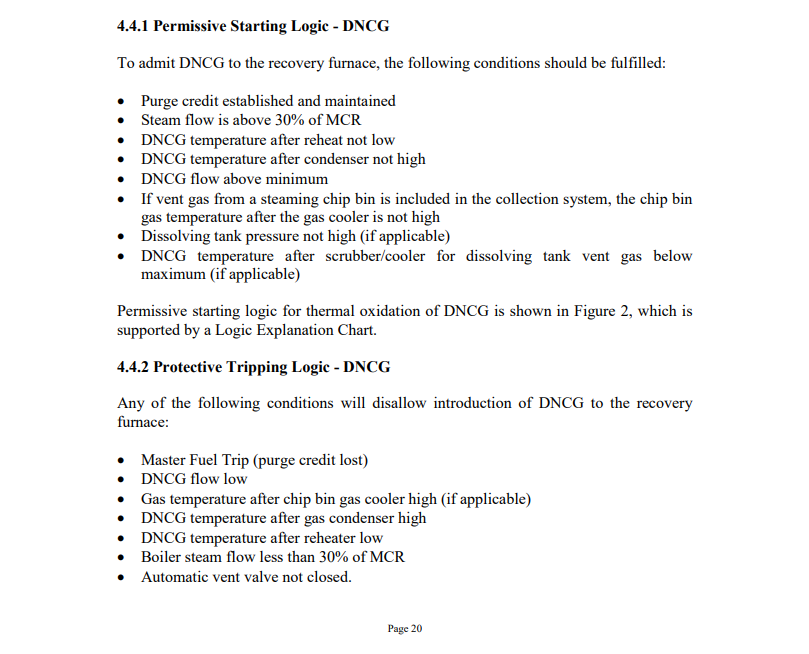 4.4.1 Permissive Starting Logic - DNCG
To admit DNCG to the recovery furnace, the following conditions should be fulfilled:
• Purge credit established and maintained
• Steam flow is above 30% of MCR
• DNCG temperature after reheat not low
• DNCG temperature after condenser not high
• DNCG flow above minimum
• If vent gas from a steaming chip bin is included in the collection system, the chip bin
gas temperature after the gas cooler is not high
• Dissolving tank pressure not high (if applicable)
• DNCG temperature after scrubber/cooler for dissolving tank vent gas below
maximum (if applicable)
Permissive starting logic for thermal oxidation of DNCG is shown in Figure 2, which is
supported by a Logic Explanation Chart.
4.4.2 Protective Tripping Logic - DNCG
Any of the following conditions will disallow introduction of DNCG to the recovery
furnace:
• Master Fuel Trip (purge credit lost)
• DNCG flow low
• Gas temperature after chip bin gas cooler high (if applicable)
• DNCG temperature after gas condenser high
• DNCG temperature after reheater low
• Boiler steam flow less than 30% of MCR
• Automatic vent valve not closed.
Page 20